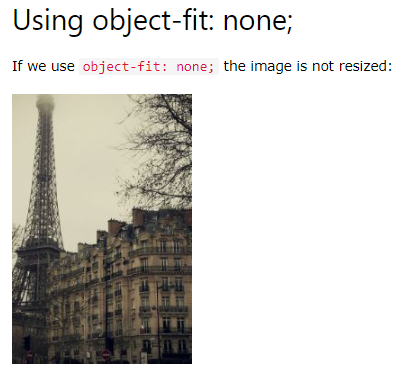 Using object-fit: none;
If we use object-fit: none; the image is not resized: